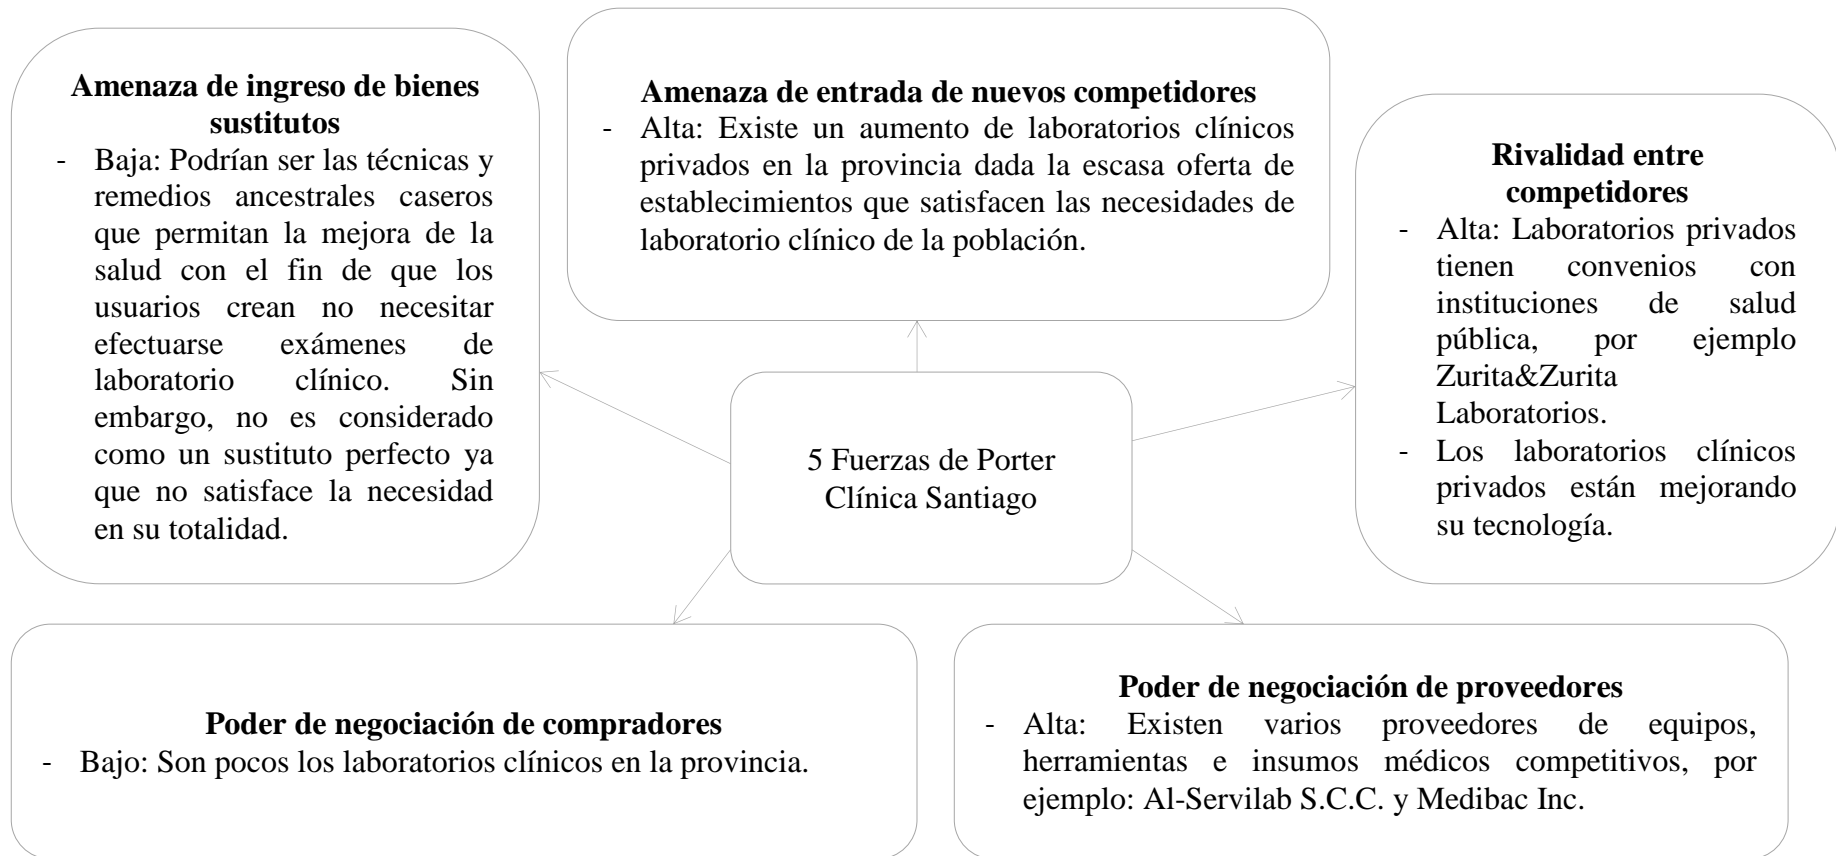 Amenaza de ingreso de bienes
sustitutos
- Baja: Podrían ser las técnicas y
remedios ancestrales caseros
que permitan la mejora de la
salud con el fin de que los
usuarios crean no necesitar
efectuarse exámenes de
laboratorio clínico. Sin
embargo, no es considerado
como un sustituto perfecto ya
que no satisface la necesidad
en su totalidad.
Amenaza de entrada de nuevos competidores
- Alta: Existe un aumento de laboratorios clínicos
privados en la provincia dada la escasa oferta de
establecimientos que satisfacen las necesidades de
laboratorio clínico de la población.
Rivalidad entre
competidores
- Alta: Laboratorios privados
tienen convenios con
instituciones de salud
pública, por ejemplo
Zurita&Zurita
Laboratorios.
- Los laboratorios clínicos
privados están mejorando
su tecnología.
5 Fuerzas de Porter
Clínica Santiago
Poder de negociación de compradores
- Bajo: Son pocos los laboratorios clínicos en la provincia.
Poder de negociación de proveedores
- Alta: Existen varios proveedores de equipos,
herramientas e insumos médicos competitivos, por
ejemplo: Al-Servilab S.C.C. y Medibac Inc.